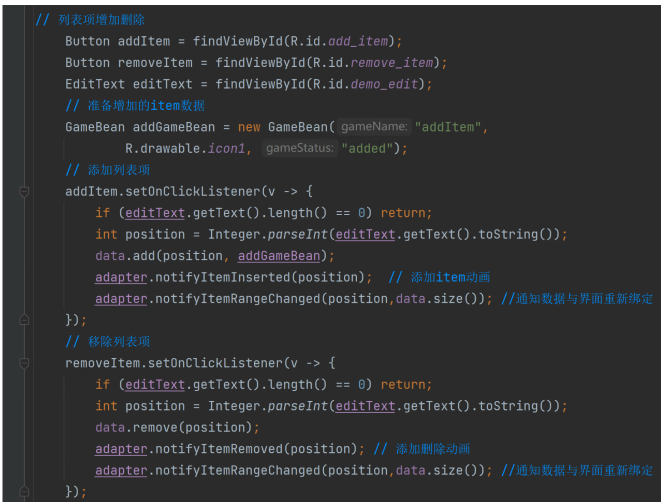 // 列表项增加删除
Button addItem = findViewById(R.id.add_item);
Button removeItem = findViewById(R.id.remove_item);
EditText editText = findViewById(R.id.demo_edit);
// 准备增加的item数据
GameBean addGameBean = new GameBean( gameName: "addItem",
R.drawable.icon1, gameStatus: "added");
// 添加列表项
addItem.setOnClickListener(v -> {
if (editText.getText().length() == 0) return;
int position = Integer.parseInt(editText.getText().toString());
data.add(position, addGameBean);
adapter.notifyItemInserted(position); // 添加item动画
adapter.notifyItemRangeChanged(position,data.size()); //通知数据与界面重新绑定
});
// 移除列表项
removeItem.setOnClickListener(v -> {
if (editText.getText().length() == 0) return;
int position = Integer.parseInt(editText.getText().toString());
data.remove(position);
adapter.notifyItemRemoved(position); // 添加删除动画
adapter.notifyItemRangeChanged(position,data.size()); //通知数据与界面重新绑定
});